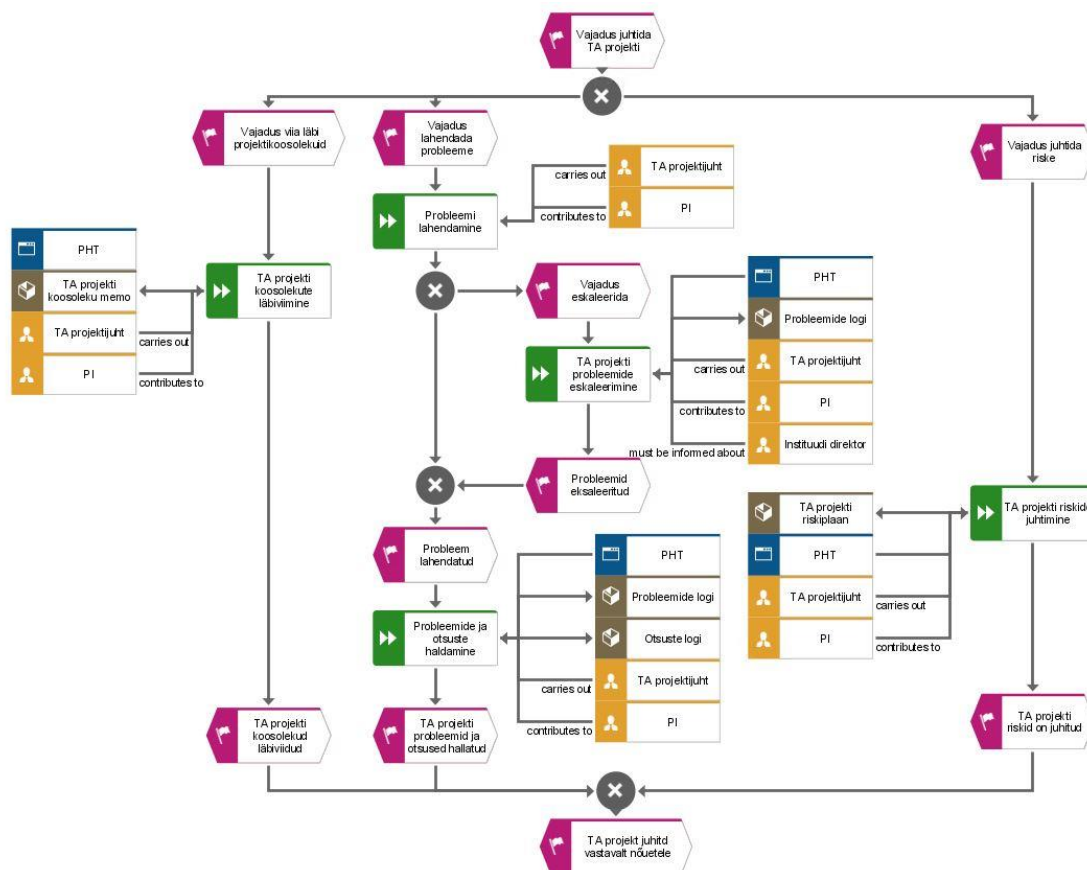 Vajadus juhtida
TA projekti
Vajadus viia läbi
projektikoosolekuid
Vajadus
lahendada
probleeme
Vajadus juhtida
riske
carries out
contributes to
TA projektijuht
PI
Probleemi
lahendamine
PHT
TA projekti
koosoleku memo
TA projektijuht
PI
carries out
contributes to
TA projekti
koosolekute
läbiviimine
Vajadus
eskaleerida
TA projekti
probleemide
eskaleerimine
PHT
Probleemide logi
TA projektijuht
PI
Instituudi direktor
carries out
contributes to
must be informed about
Probleemid
eksaleeritud
TA projekti
riskiplaan
PHT
TA projektijuht
PI
carries out
contributes to
TA projekti riskide
juhtimine
Probleem
lahendatud
Probleemide ja
otsuste
haldamine
PHT
Probleemide logi
Otsuste logi
TA projektijuht
PI
carries out
contributes to
TA projekti
koosolekud
läbiviidud
TA projekti
probleemid ja
otsused hallatud
TA projekti
riskid on juhitud
TA projekt juhitd
vastavalt nõuetele